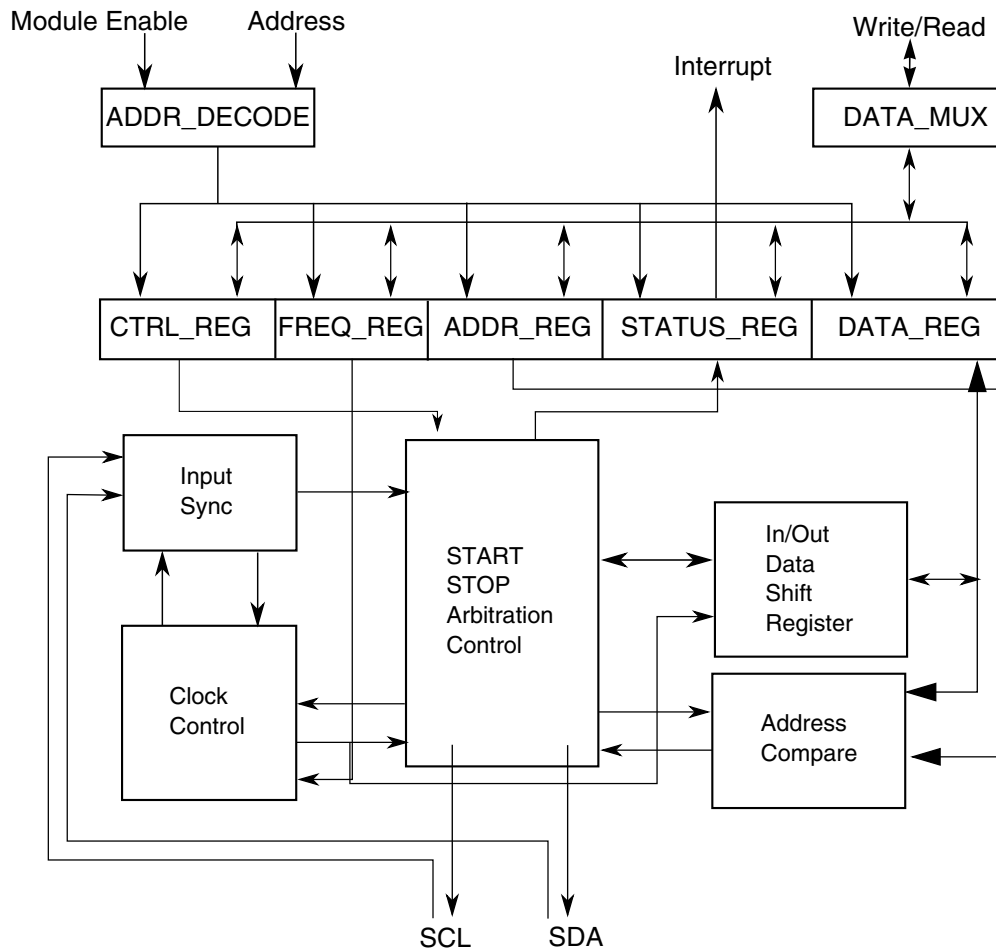 Module Enable
Address
Write/Read
Interrupt
ADDR_DECODE
DATA_MUX
CTRL_REG
FREQ_REG
ADDR_REG
STATUS_REG
DATA_REG
Input
Sync
START
STOP
Arbitration
Control
In/Out
Data
Shift
Register
Clock
Control
Address
Compare
SCL
SDA